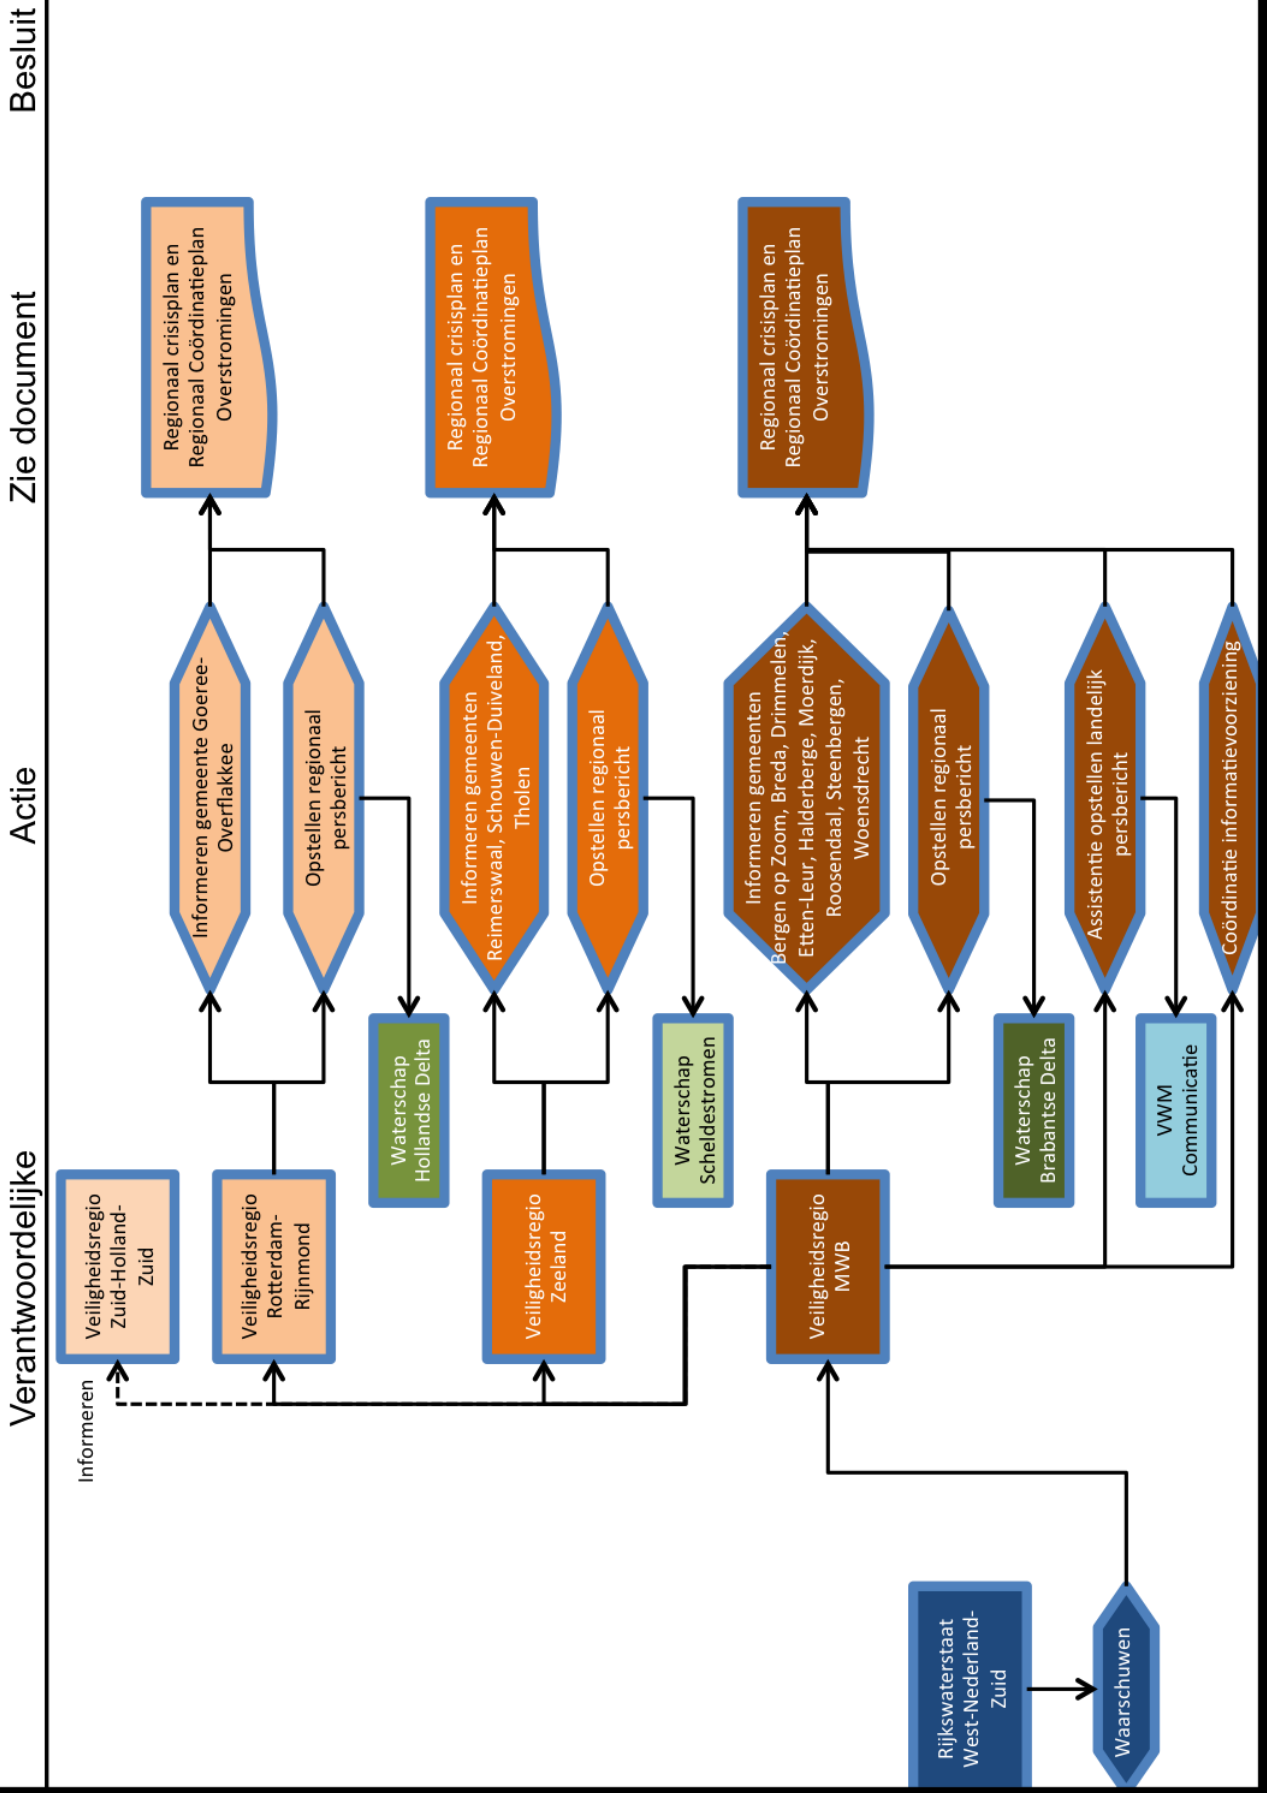 Verantwoordelijke
Actie
Zie document
Besluit
Informeren
Veiligheidsregio
Zuid-Holland-
Zuid
Veiligheidsregio
Rotterdam-
Rijnmond
Informeren gemeente Goeree-
Overflakkee
Opstellen regionaal
persbericht
Regionaal crisisplan en
Regionaal Coördinatieplan
Overstromingen
Waterschap
Hollandse Delta
Veiligheidsregio
Zeeland
Informeren gemeenten
Reimerswaal, Schouwen-Duiveland,
Tholen
Opstellen regionaal
persbericht
Regionaal crisisplan en
Regionaal Coördinatieplan
Overstromingen
Waterschap
Scheldestromen
Veiligheidsregio
MWB
Informeren gemeenten
Bergen op Zoom, Breda, Drimmelen,
Etten-Leur, Halderberge, Moerdijk,
Roosendaal, Steenbergen,
Woensdrecht
Opstellen regionaal
persbericht
Regionaal crisisplan en
Regionaal Coördinatieplan
Overstromingen
Rijkswaterstaat
West-Nederland-
Zuid
Waterschap
Brabantse Delta
Assistentie opstellen landelijk
persbericht
Waarschuwen
VWM
Communicatie
Coördinatie informatievoorziening